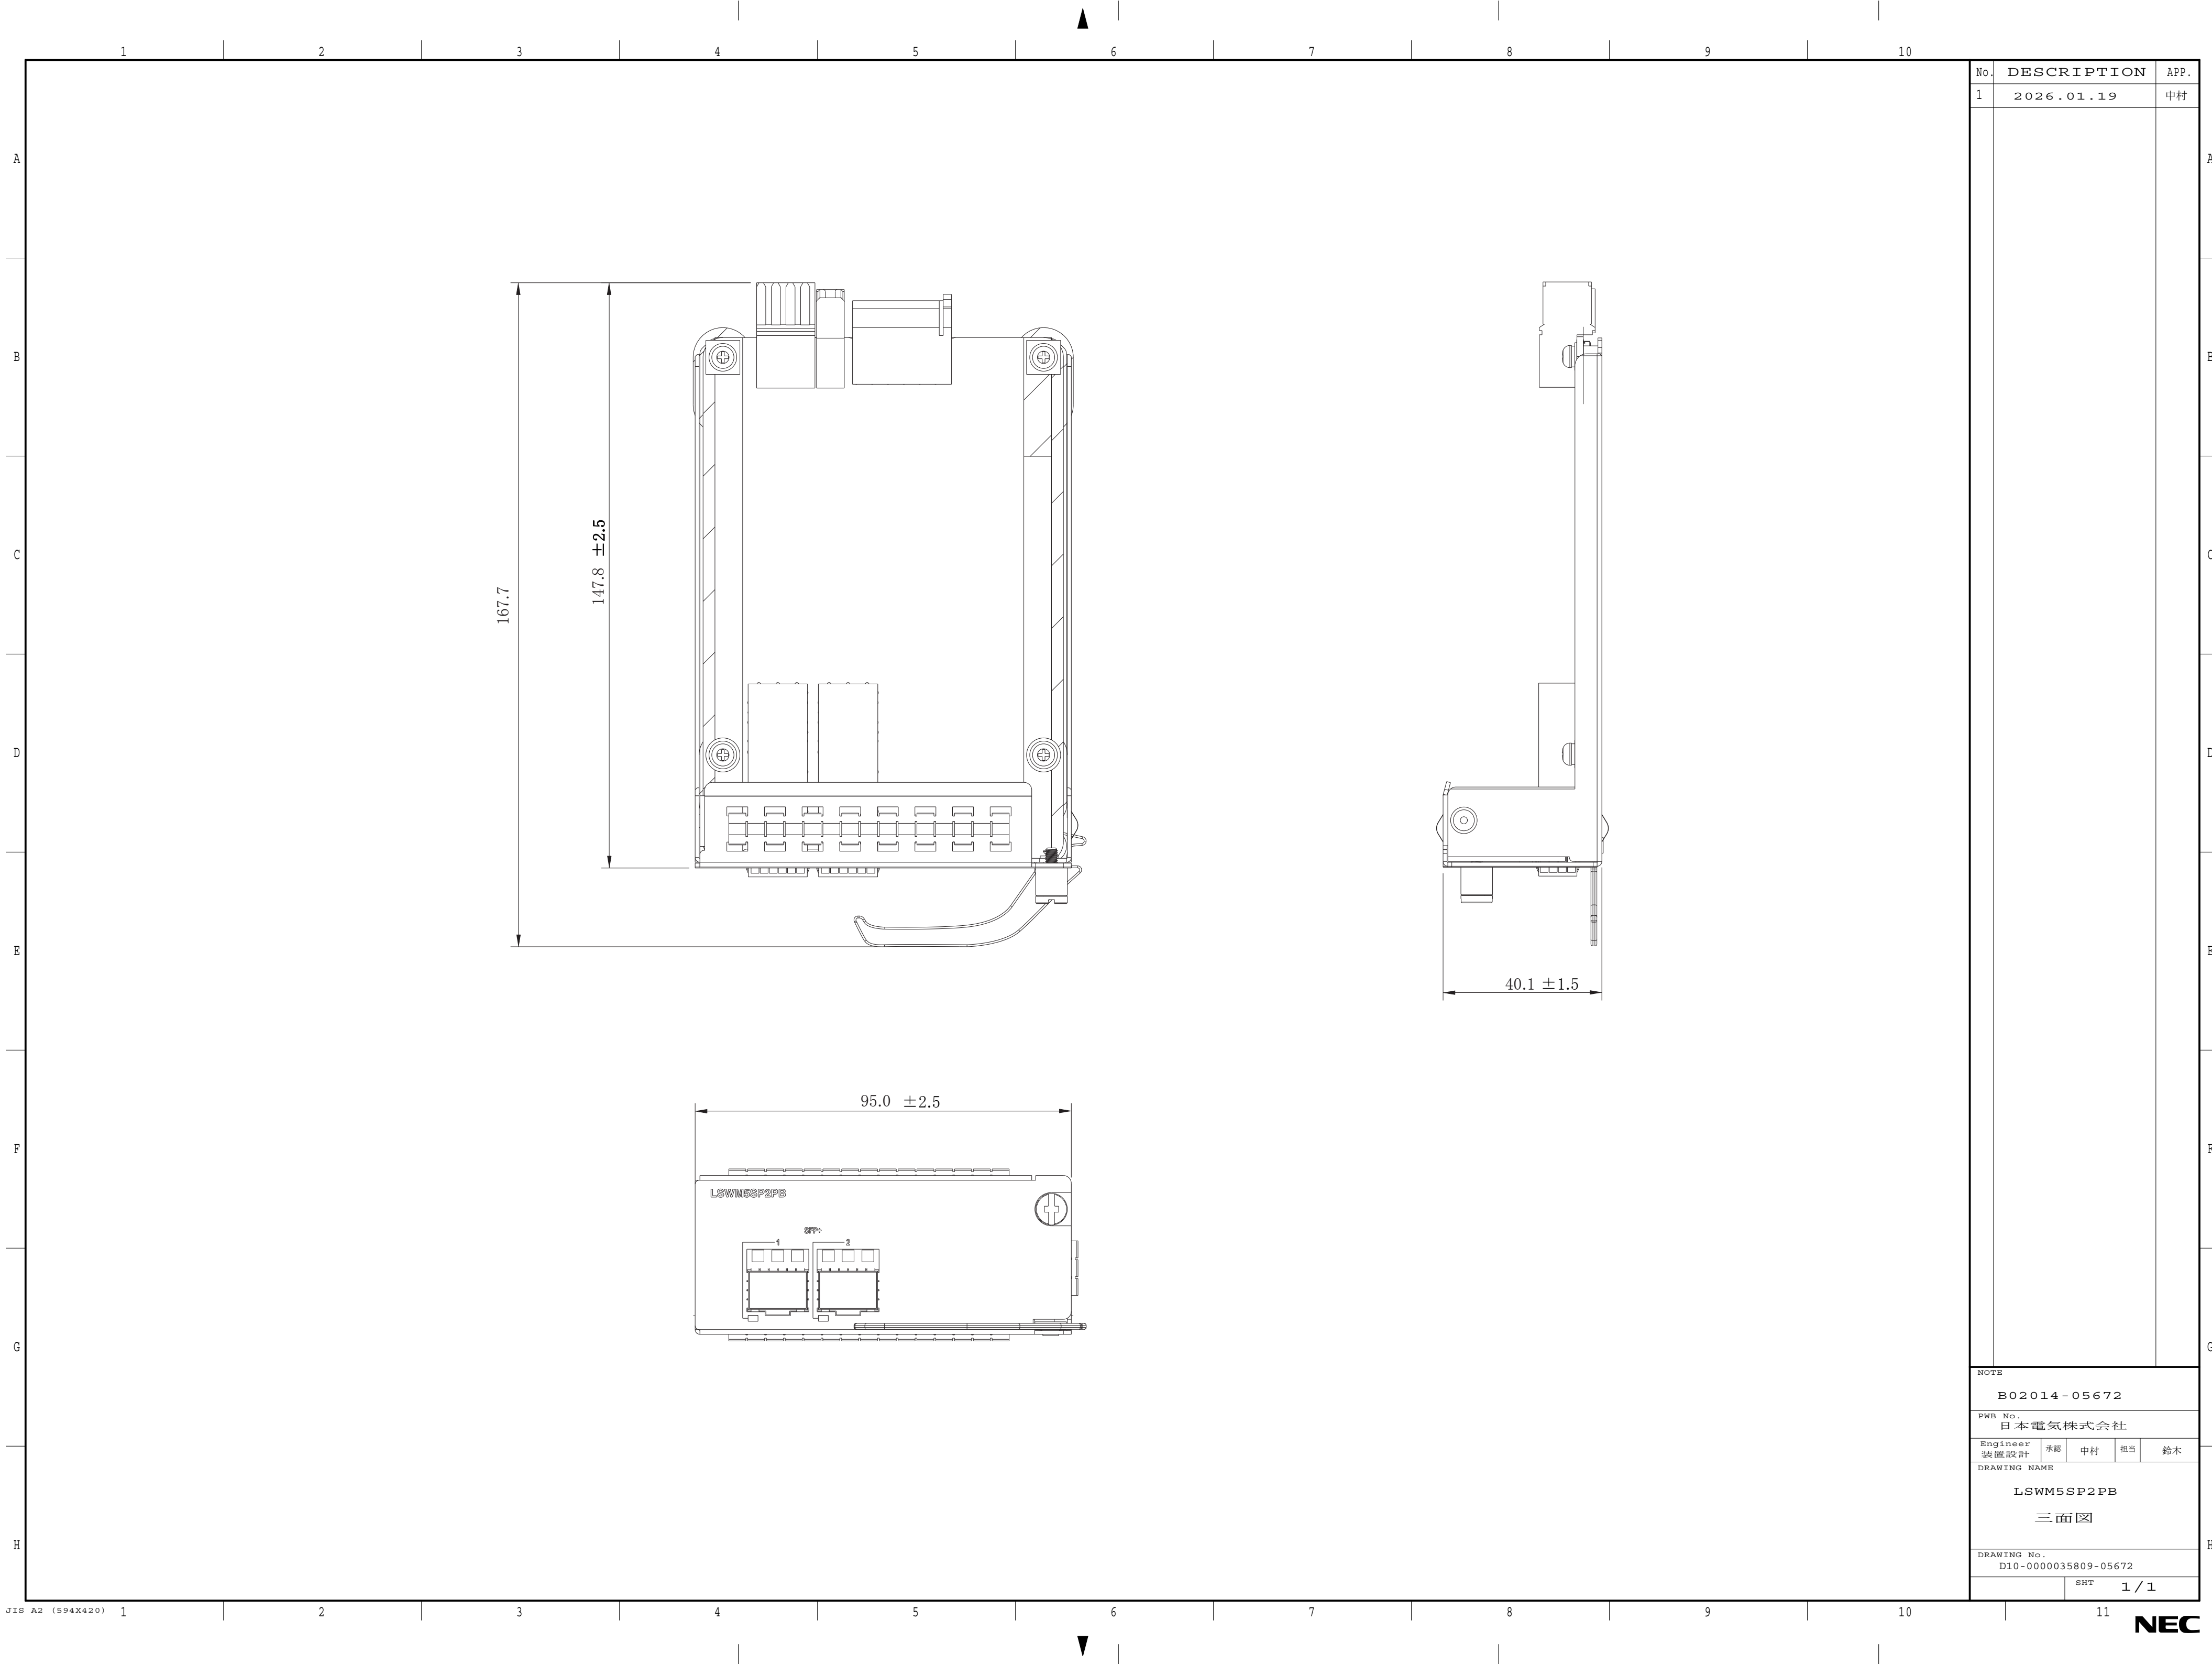 1 2 3 4 5 6 7 8 9 10
No. DESCRIPTION APP.
1 2026.01.19 中村
A A
B B
C C
D D
E E
F F
G G
H H
167.7
147.8 ±2.5
40.1 ±1.5
95.0 ±2.5
LSWM5SP2PB
SFP+
1 2
NOTE
B02014-05672
PWB No.
日本電気株式会社
Engineer
装置設計 承認 中村 担当 鈴木
DRAWING NAME
LSWM5SP2PB
三面図
DRAWING No.
D10-0000035809-05672
SHT 1/1
JIS A2 (594X420) 1 2 3 4 5 6 7 8 9 10 11
NEC